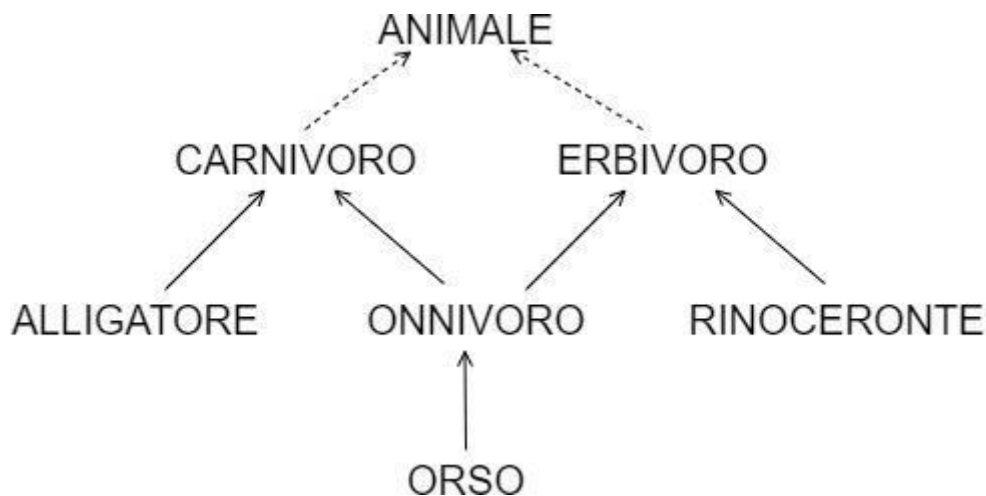 ANIMALE
CARNIVORO ERBIVORO
ALLIGATORE ONNIVORO RINOCERONTE
ORSO